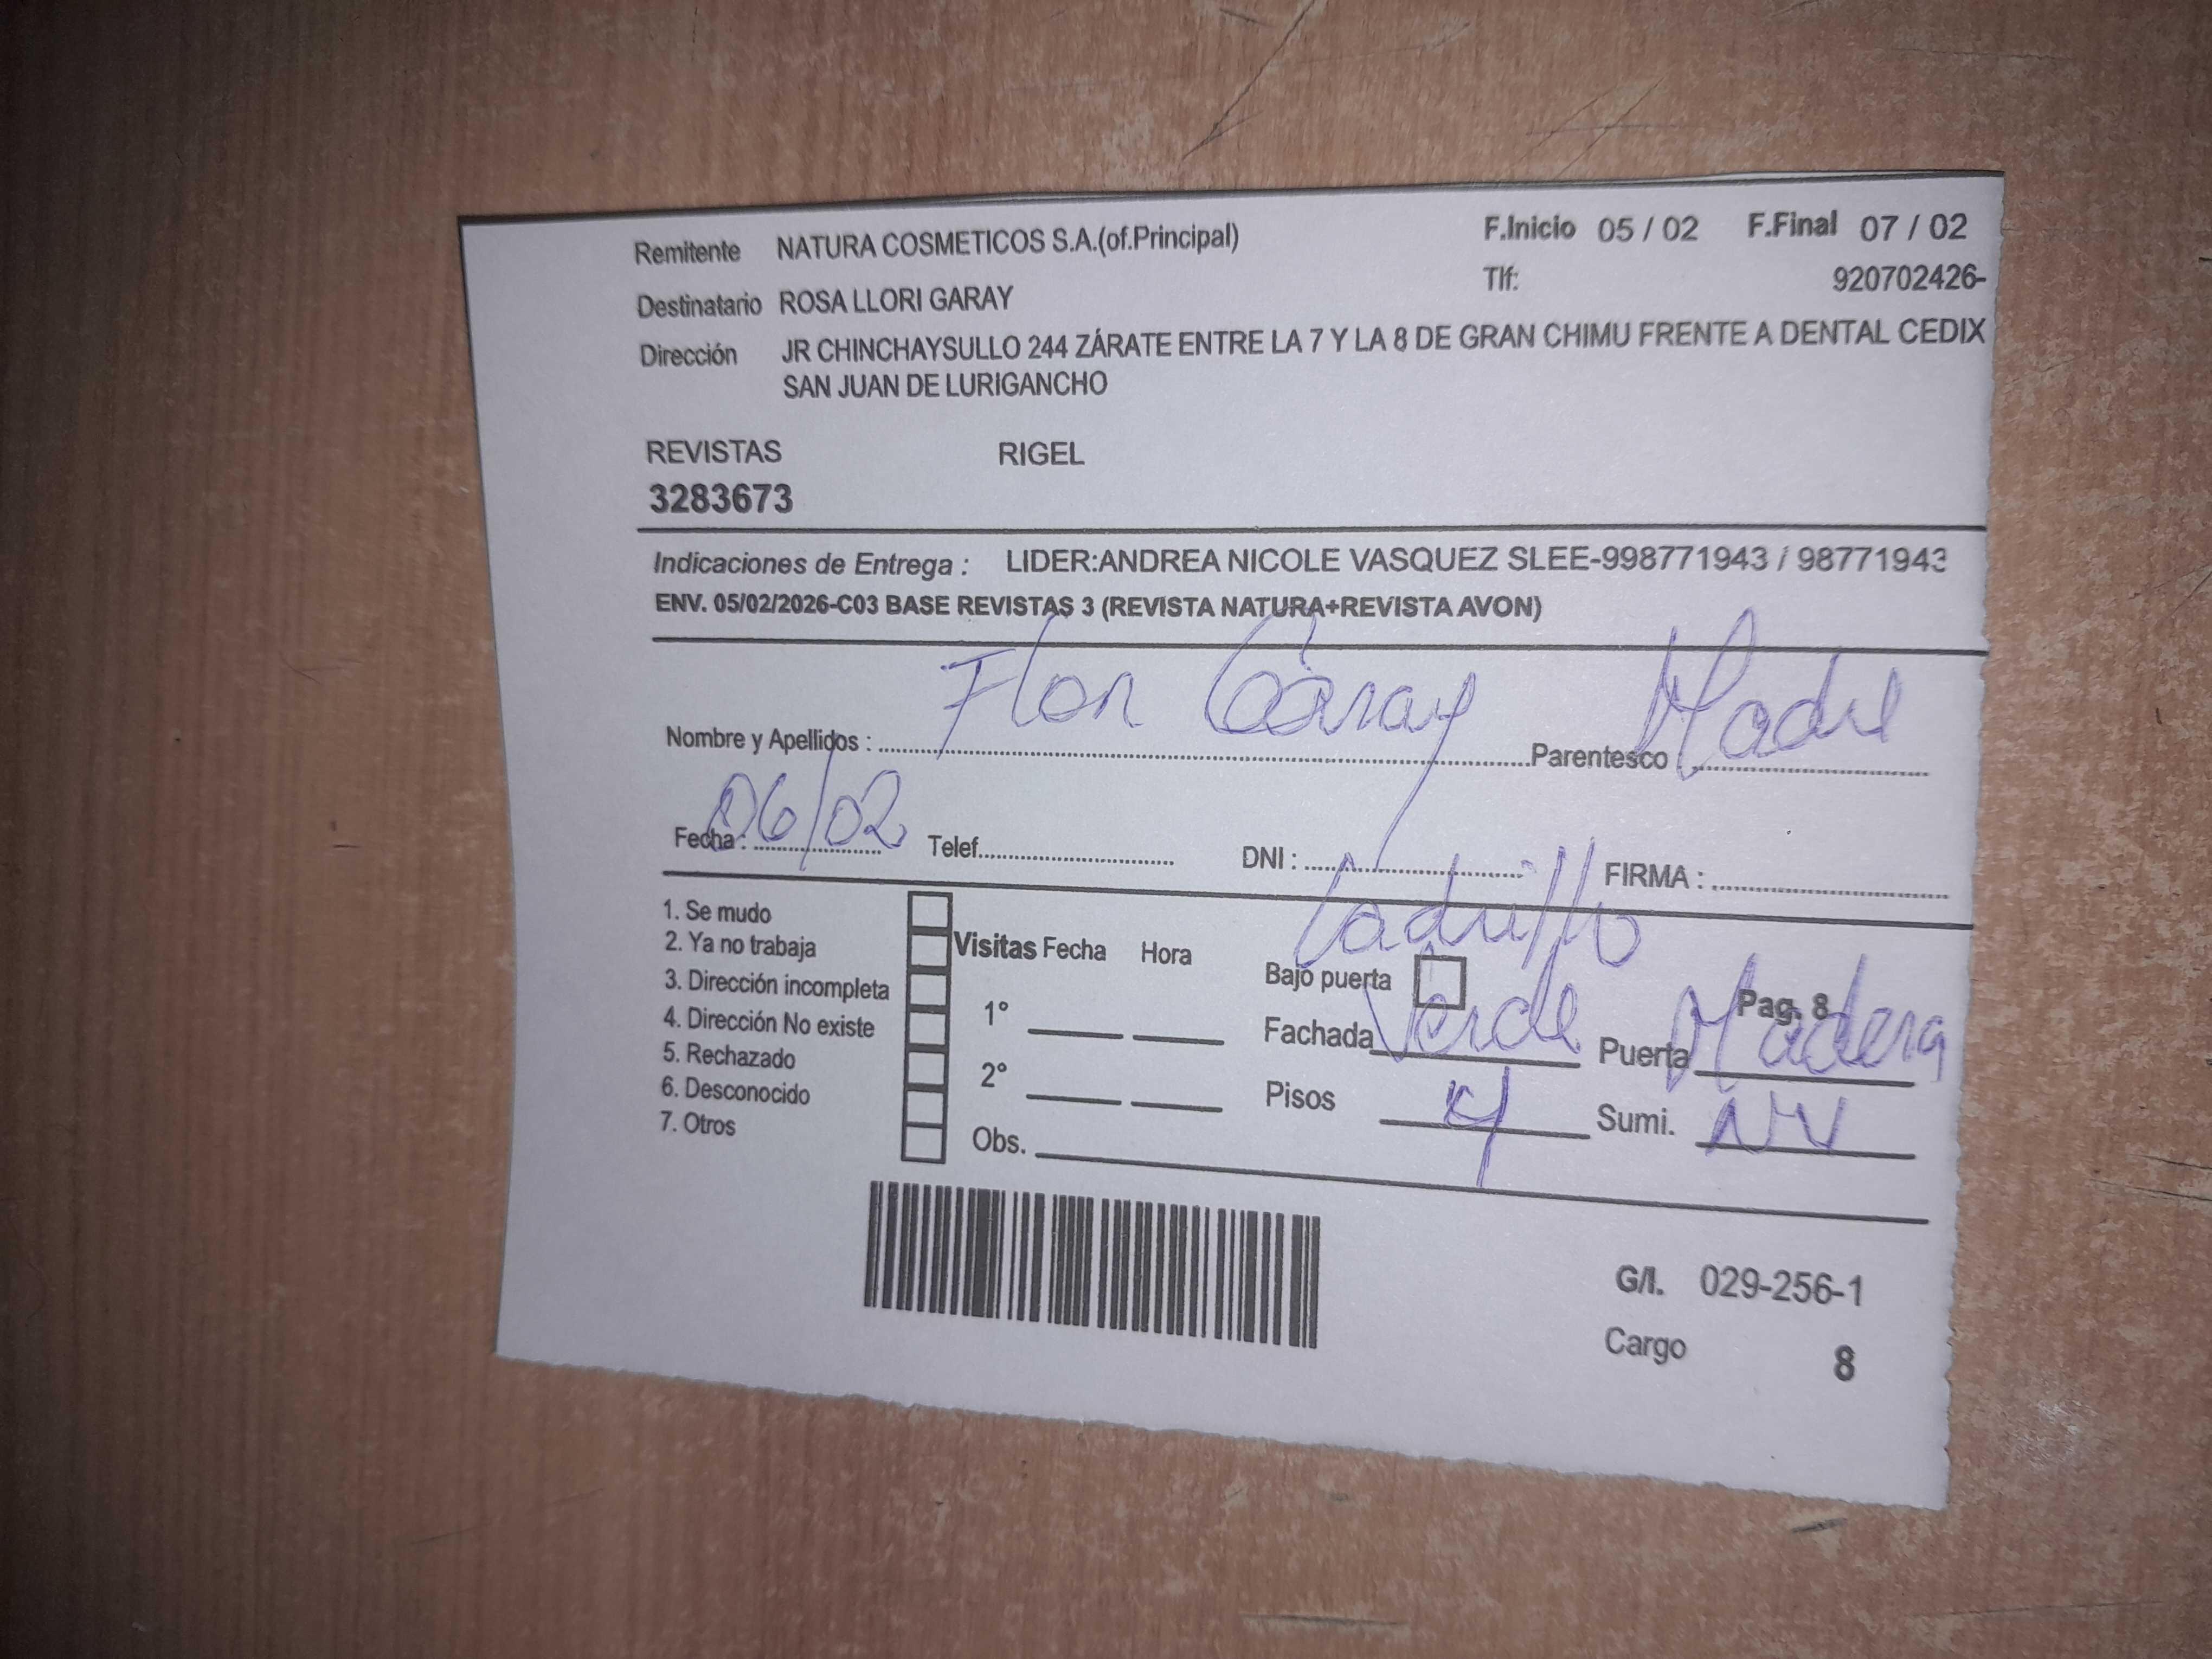 Remitente NATURA COSMETICOS S.A.(of.Principal) F.Inicio 05 / 02 F.Final 07 / 02
Tlf: 920702426-
Destinatario ROSA LLORI GARAY
Dirección JR CHINCHAYSULLO 244 ZÁRATE ENTRE LA 7 Y LA 8 DE GRAN CHIMU FRENTE A DENTAL CEDIX
SAN JUAN DE LURIGANCHO
REVISTAS RIGEL
3283673
Indicaciones de Entrega : LIDER:ANDREA NICOLE VASQUEZ SLEE-998771943 / 98771943
ENV. 05/02/2026-C03 BASE REVISTAS 3 (REVISTA NATURA+REVISTA AVON)
Nombre y Apellidos : Flor Garay Parentesco : Madre
Fecha : 06/02 Telef. DNI : FIRMA :
1. Se mudo
2. Ya no trabaja
3. Dirección incompleta
4. Dirección No existe
5. Rechazado
6. Desconocido
7. Otros
Visitas Fecha Hora
1°
2°
Obs.
Ladrillo
Bajo puerta Pag. 8
Fachada Verde Puerta Madera
Pisos 4 Sumi. NV
G/I. 029-256-1
Cargo 8